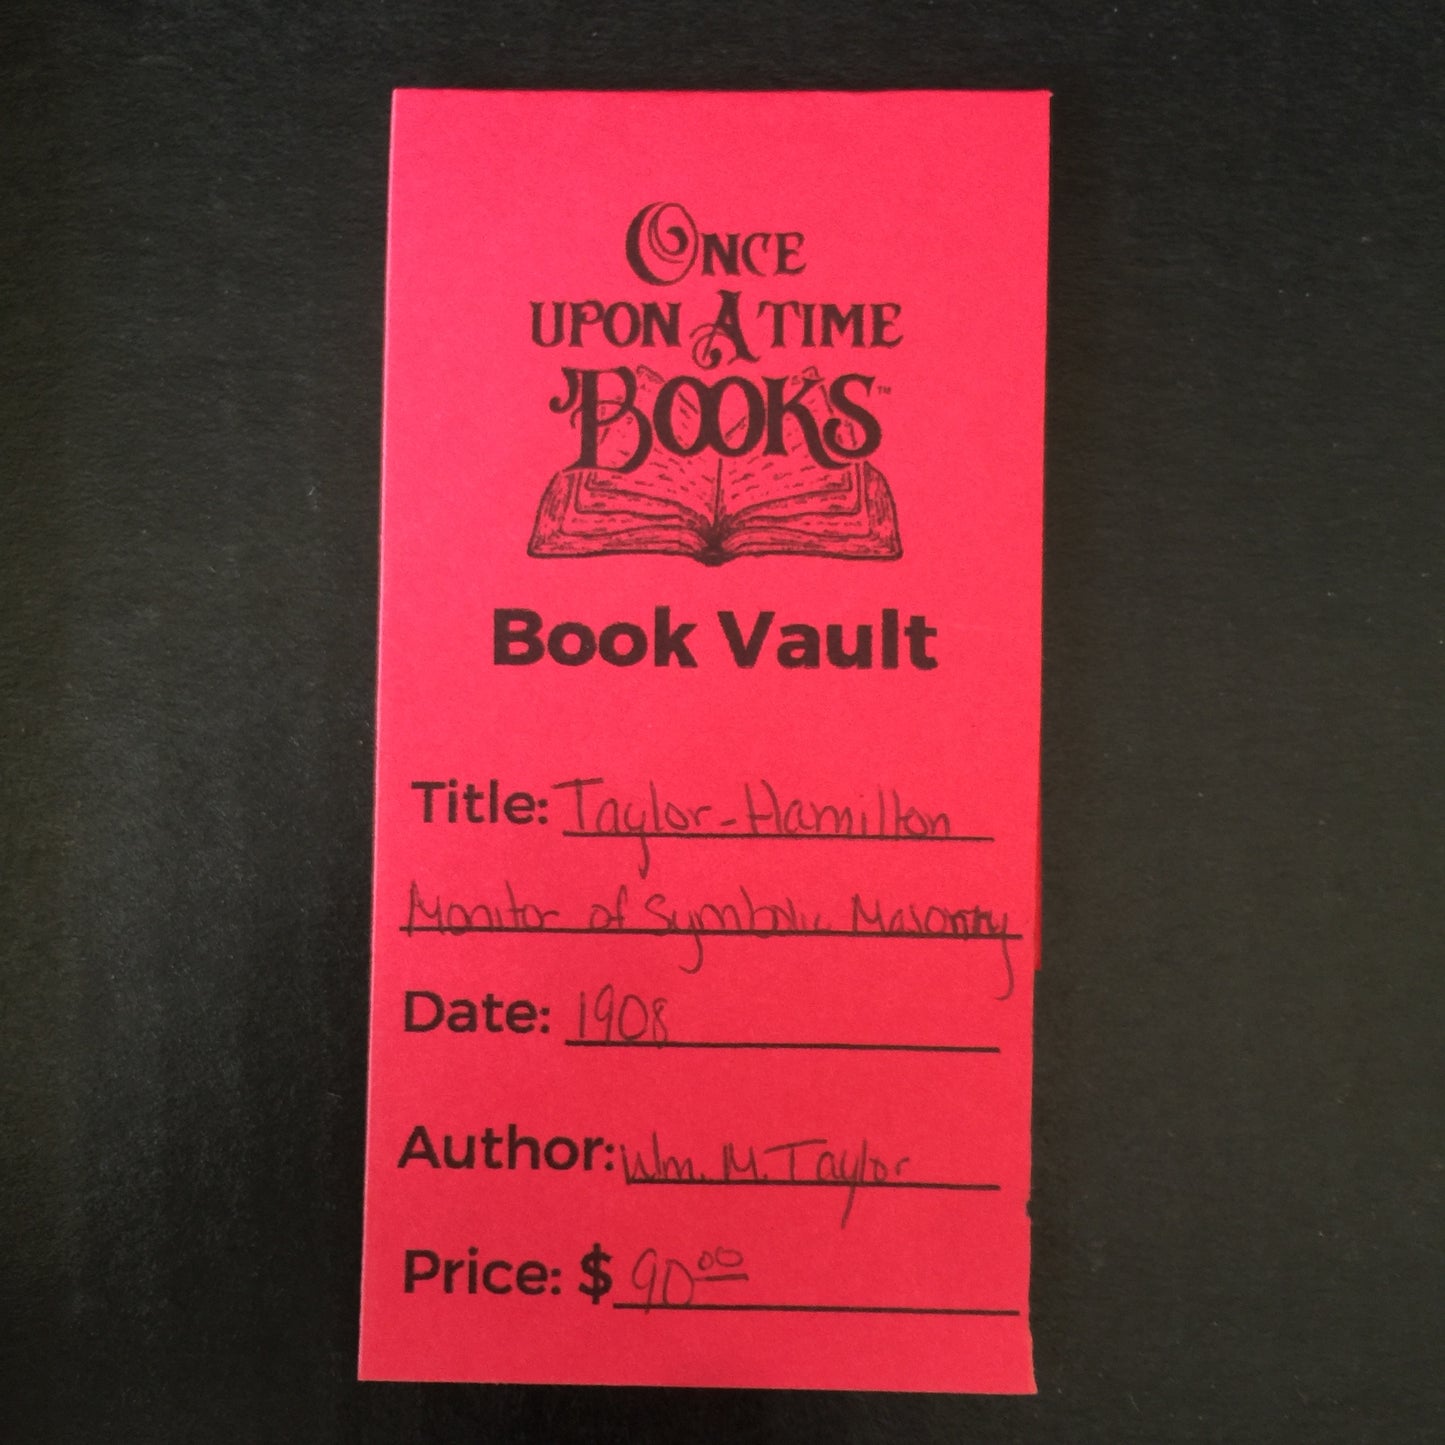 ONCE
UPON A TIME
BOOKS™
Book Vault
Title: Taylor-Hamilton
Monitor of Symbolic Masonry
Date: 1908
Author: Wm. M. Taylor
Price: $ 90.00